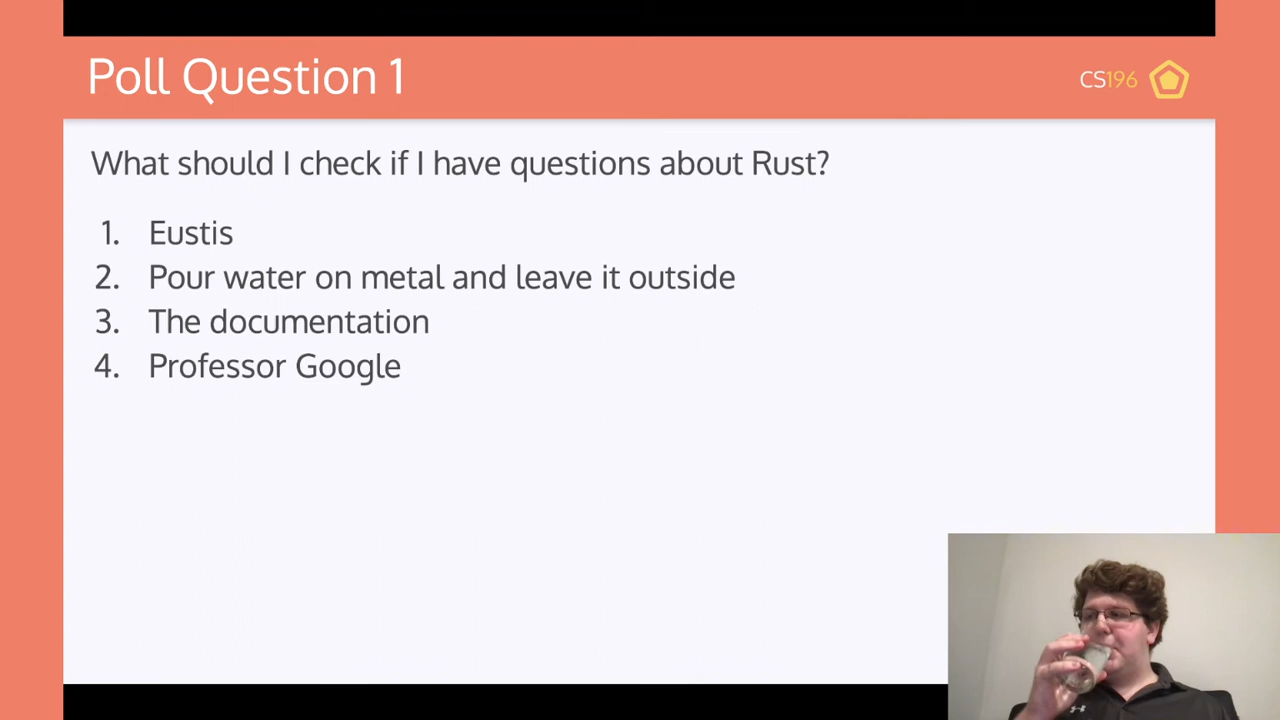 Poll Question 1
CS196
What should I check if I have questions about Rust?
1. Eustis
2. Pour water on metal and leave it outside
3. The documentation
4. Professor Google